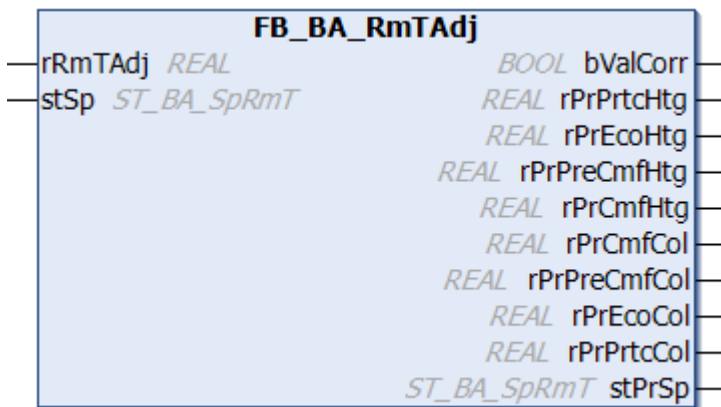 FB_BA_RmTAdj
rRmTAdj REAL BOOL bValCorr
stSp ST_BA_SpRmT REAL rPrPrtcHtg
REAL rPrEcoHtg
REAL rPrPreCmfHtg
REAL rPrCmfHtg
REAL rPrCmfCol
REAL rPrPreCmfCol
REAL rPrEcoCol
REAL rPrPrtcCol
ST_BA_SpRmT stPrSp